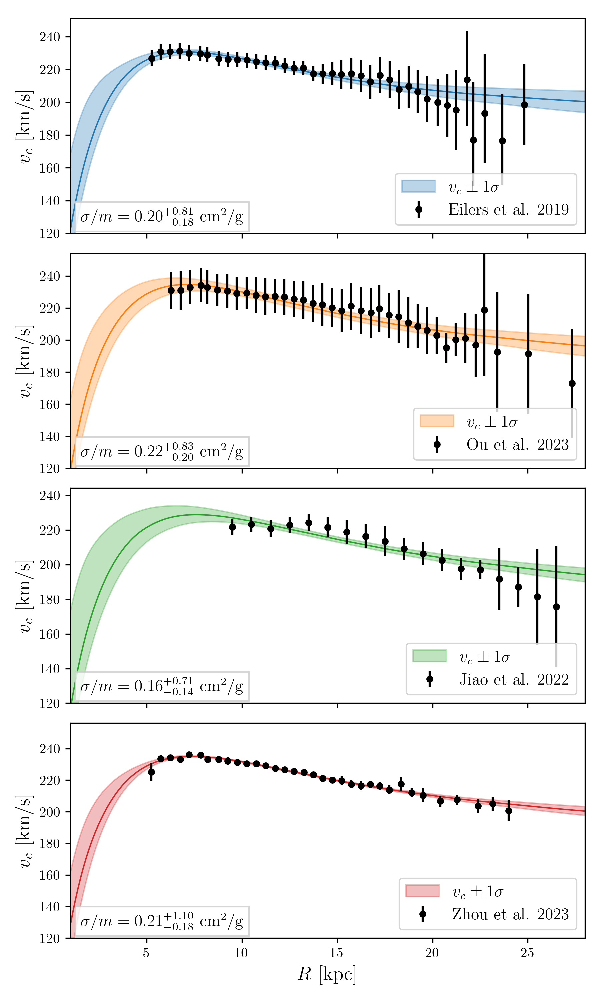 240
220
200
180
160
140
120
v_c [km/s]
v_c ± 1σ
Eilers et al. 2019
σ/m = 0.20^{+0.81}_{−0.18} cm²/g
240
220
200
180
160
140
120
v_c [km/s]
v_c ± 1σ
Ou et al. 2023
σ/m = 0.22^{+0.83}_{−0.20} cm²/g
240
220
200
180
160
140
120
v_c [km/s]
v_c ± 1σ
Jiao et al. 2022
σ/m = 0.16^{+0.71}_{−0.14} cm²/g
240
220
200
180
160
140
120
v_c [km/s]
v_c ± 1σ
Zhou et al. 2023
σ/m = 0.21^{+1.10}_{−0.18} cm²/g
5 10 15 20 25
R [kpc]